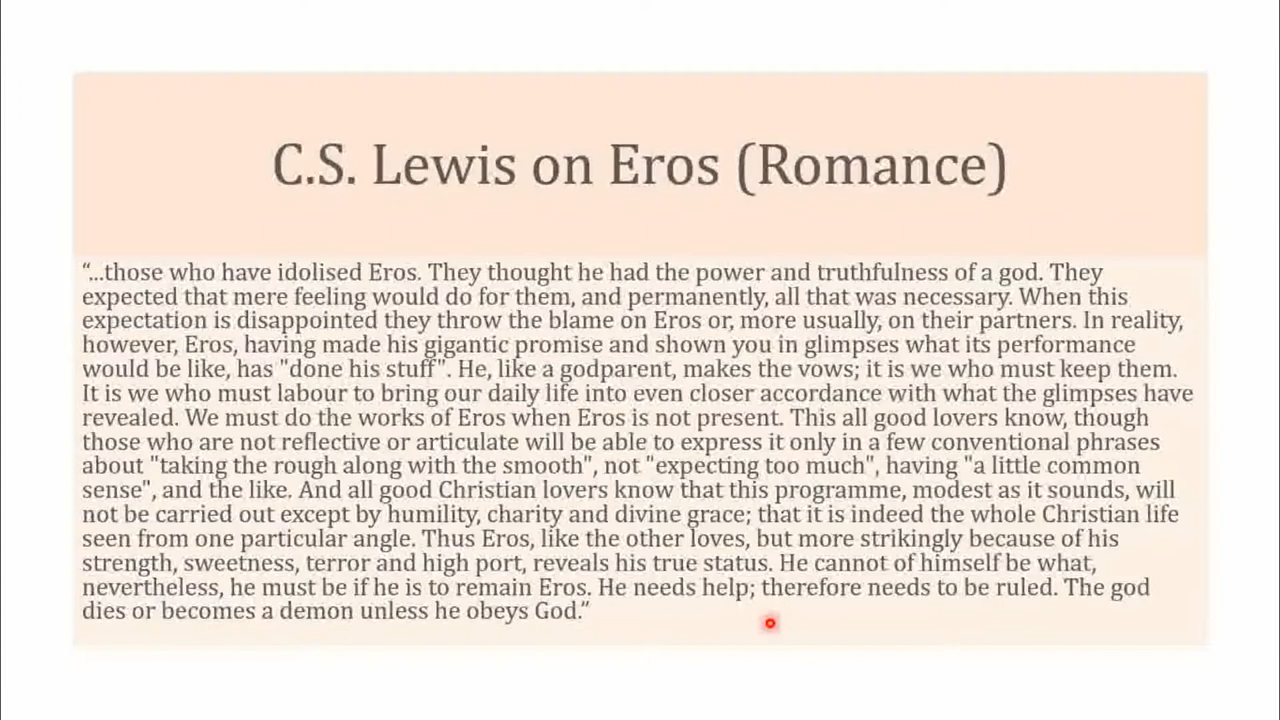 C.S. Lewis on Eros (Romance)
“...those who have idolised Eros. They thought he had the power and truthfulness of a god. They
expected that mere feeling would do for them, and permanently, all that was necessary. When this
expectation is disappointed they throw the blame on Eros or, more usually, on their partners. In reality,
however, Eros, having made his gigantic promise and shown you in glimpses what its performance
would be like, has "done his stuff". He, like a godparent, makes the vows; it is we who must keep them.
It is we who must labour to bring our daily life into even closer accordance with what the glimpses have
revealed. We must do the works of Eros when Eros is not present. This all good lovers know, though
those who are not reflective or articulate will be able to express it only in a few conventional phrases
about "taking the rough along with the smooth", not "expecting too much", having "a little common
sense", and the like. And all good Christian lovers know that this programme, modest as it sounds, will
not be carried out except by humility, charity and divine grace; that it is indeed the whole Christian life
seen from one particular angle. Thus Eros, like the other loves, but more strikingly because of his
strength, sweetness, terror and high port, reveals his true status. He cannot of himself be what,
nevertheless, he must be if he is to remain Eros. He needs help; therefore needs to be ruled. The god
dies or becomes a demon unless he obeys God.”